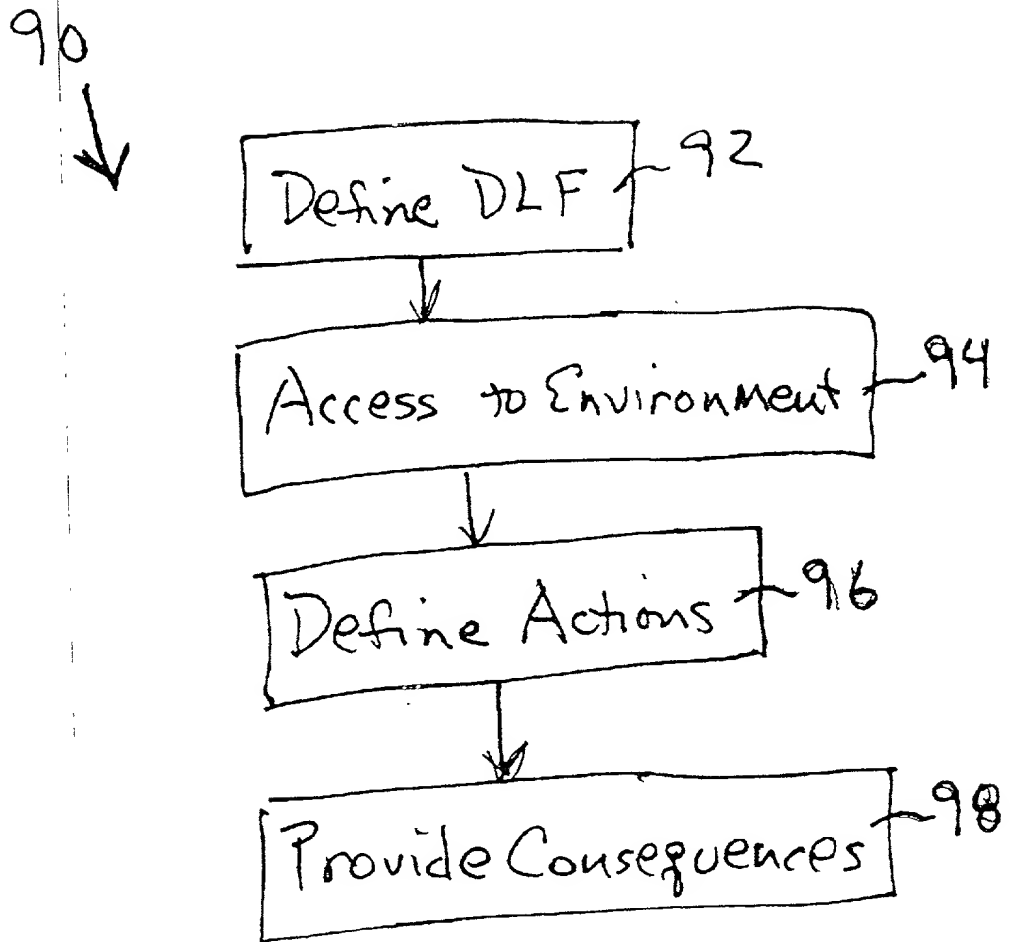 90
Define DLF 92
Access to Environment 94
Define Actions 96
Provide Consequences 98